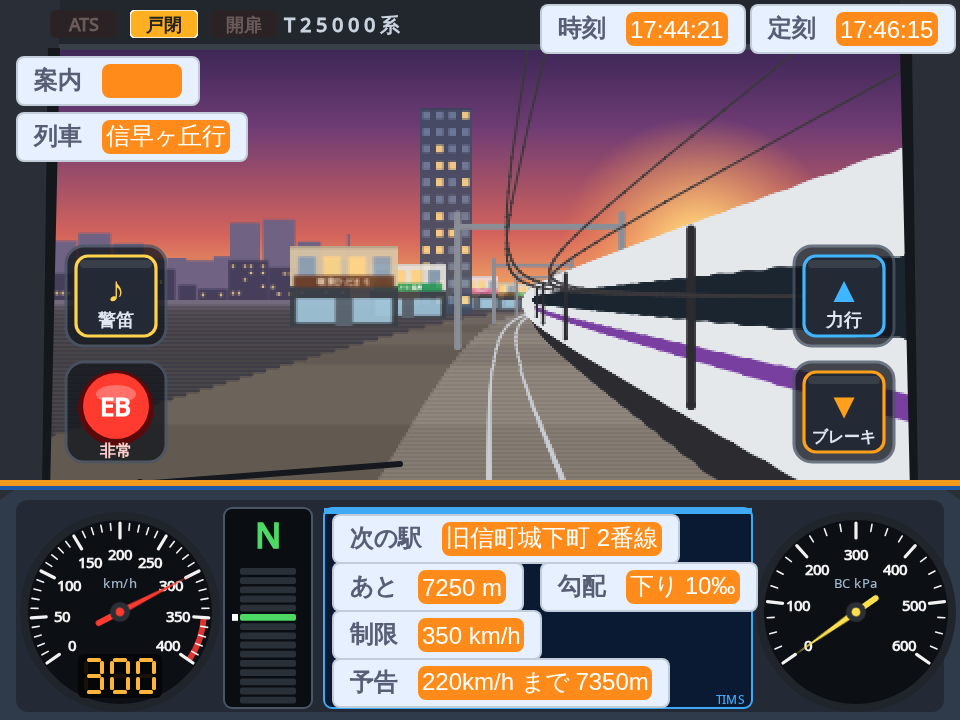 ATS 戸閉 開扉 T25000系
時刻 17:44:21 定刻 17:46:15
案内
列車 信早ヶ丘行
♪
警笛
EB
非常
▲
力行
▼
ブレーキ
0 50 100 150 200 250 300 350 400
km/h
300
N
次の駅 旧信町城下町 2番線
あと 7250 m 勾配 下り 10‰
制限 350 km/h
予告 220km/h まで 7350m
TIMS
0 100 200 300 400 500 600
BC kPa